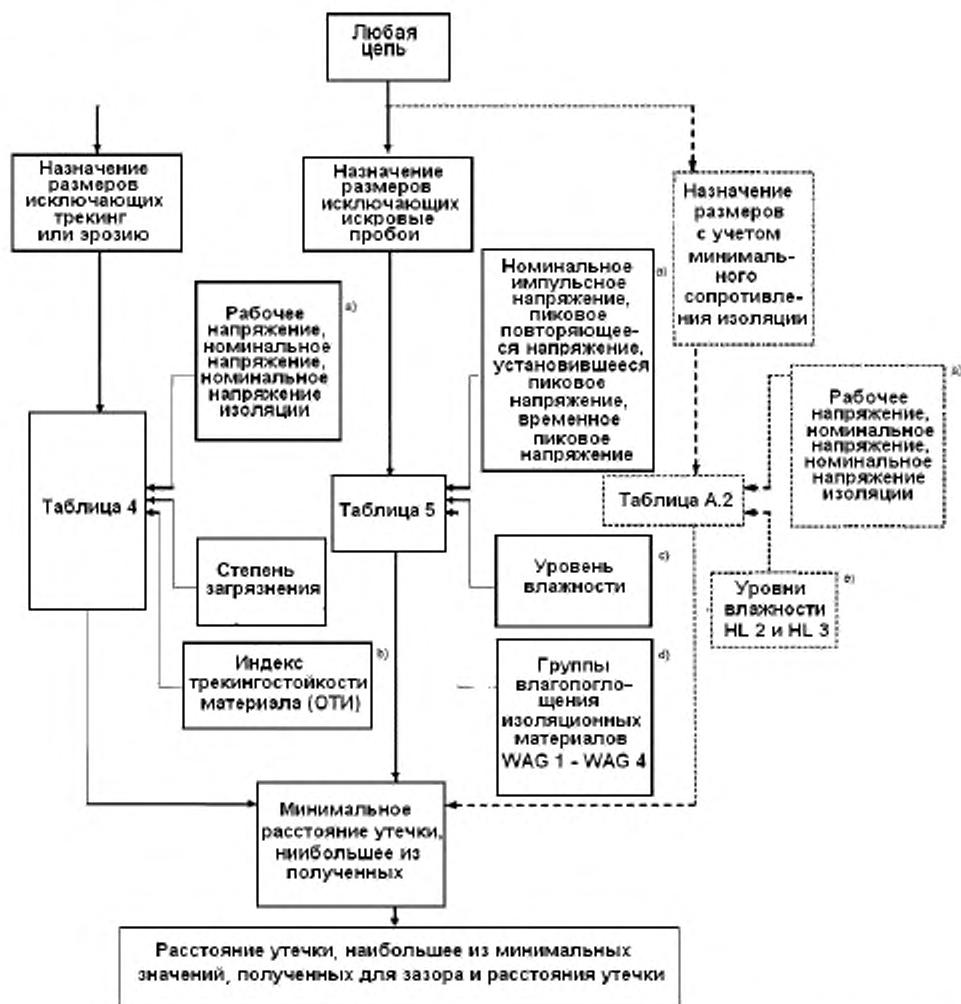 Любая
цепь
Назначение
размеров
исключающих
трекинг
или эрозию
Назначение
размеров
исключающих
искровые
пробои
Назначение
размеров
с учетом
минималь-
ного
сопротивле-
ния изоляции
Рабочее
напряжение,
номинальное
напряжение,
номинальное
напряжение
изоляции
a)
Номинальное
импульсное
напряжение,
пиковое
повторяющее-
ся напряжение,
установившееся
пиковое
напряжение,
временное
пиковое
напряжение
a)
Рабочее
напряжение,
номинальное
напряжение,
номинальное
напряжение
изоляции
Таблица 4
Таблица 5
Таблица А.2
Степень
загрязнения
Уровень
влажности
c)
Уровни
влажности
HL 2 и HL 3
e)
Индекс
трекингостойкости
материала (ОТИ)
b)
Группы
влагопогло-
щения
изоляционных
материалов
WAG 1 - WAG 4
d)
Минимальное
расстояние утечки,
ниибольшее из
полученных
Расстояние утечки, наибольшее из минимальных
значений, полученных для зазора и расстояния утечки